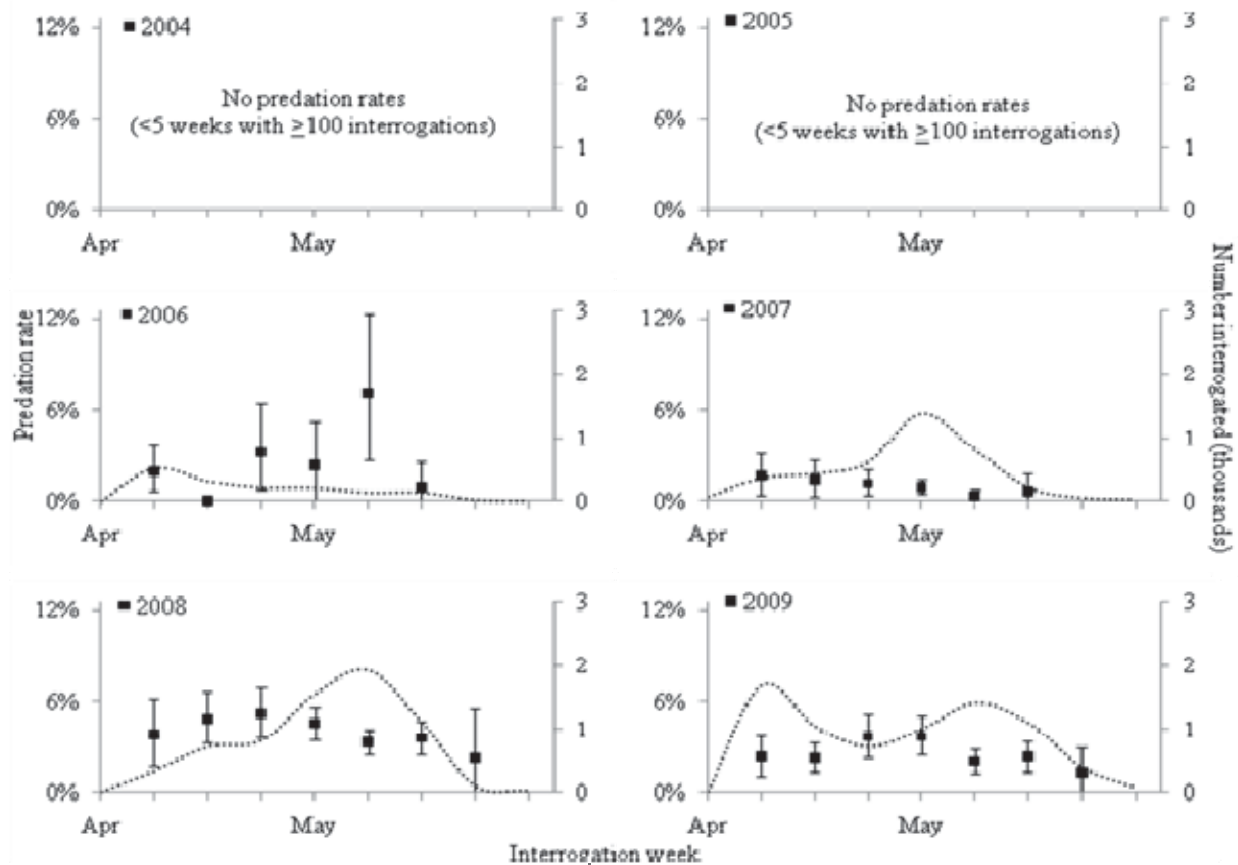 12%
6%
0%
2004
No predation rates
(<5 weeks with ≥100 interrogations)
3
2
1
0
Apr
May
12%
6%
0%
2005
No predation rates
(<5 weeks with ≥100 interrogations)
3
2
1
0
Apr
May
Predation rate
12%
6%
0%
2006
3
2
1
0
Apr
May
12%
6%
0%
2007
3
2
1
0
Apr
May
Number interrogated (thousands)
12%
6%
0%
2008
3
2
1
0
Apr
May
12%
6%
0%
2009
3
2
1
0
Apr
May
Interrogation week